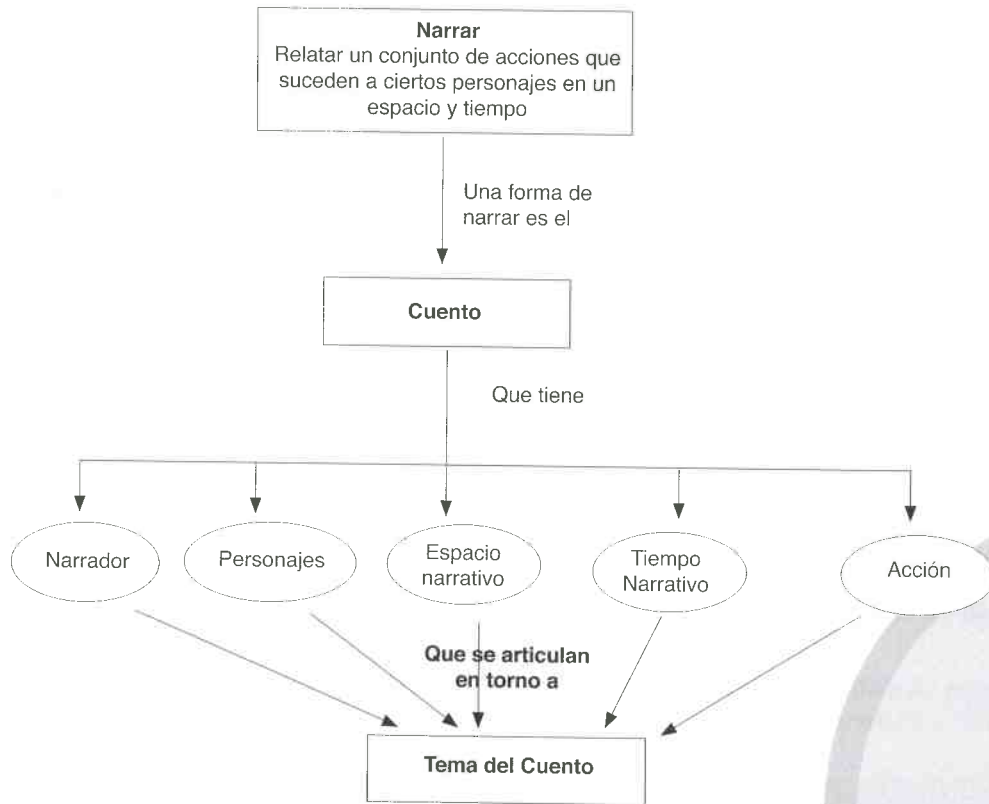 Narrar
Relatar un conjunto de acciones que
suceden a ciertos personajes en un
espacio y tiempo
Una forma de
narrar es el
Cuento
Que tiene
Narrador
Personajes
Espacio
narrativo
Tiempo
Narrativo
Acción
Que se articulan
en torno a
Tema del Cuento